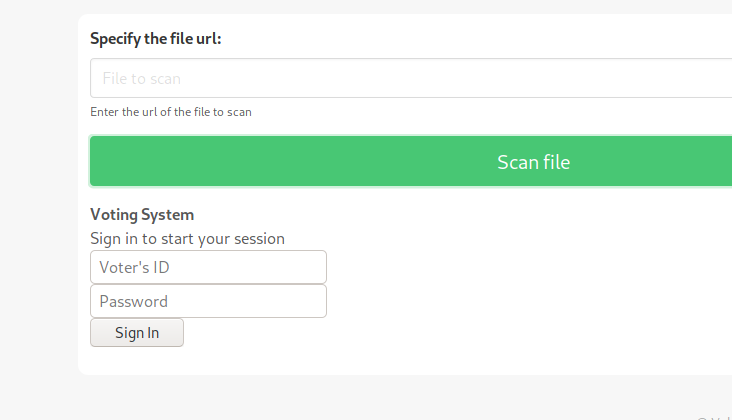 Specify the file url:
File to scan
Enter the url of the file to scan
Scan file
Voting System
Sign in to start your session
Voter's ID
Password
Sign In